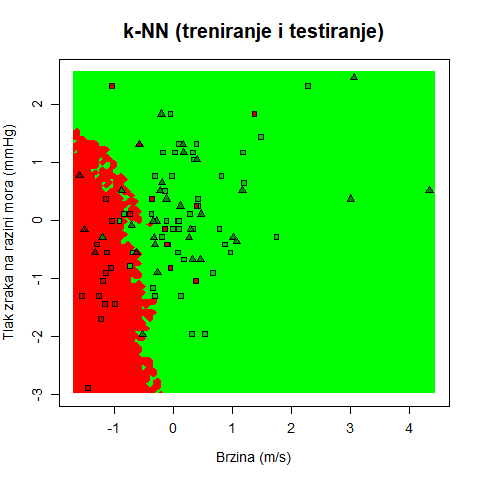 k-NN (treniranje i testiranje)
Tlak zraka na razini mora (mmHg)
2
1
0
-1
-2
-3
-1 0 1 2 3 4
Brzina (m/s)